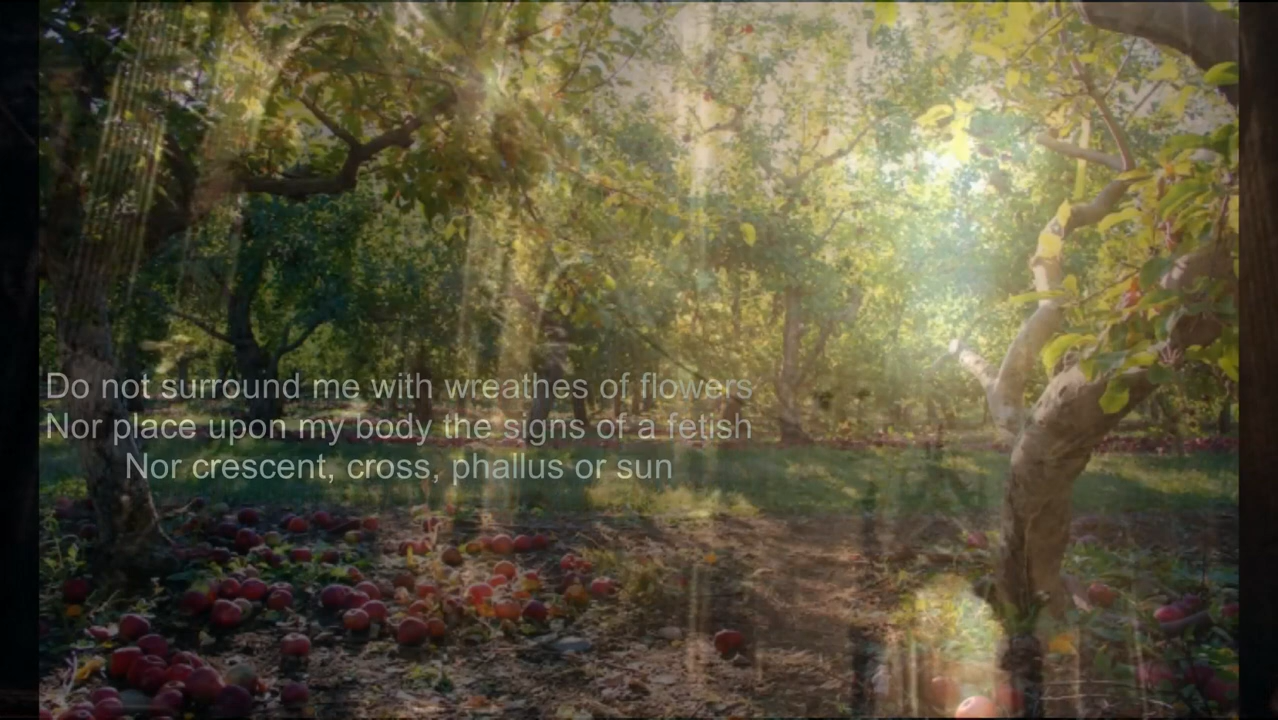 Do not surround me with wreathes of flowers
Nor place upon my body the signs of a fetish
Nor crescent, cross, phallus or sun